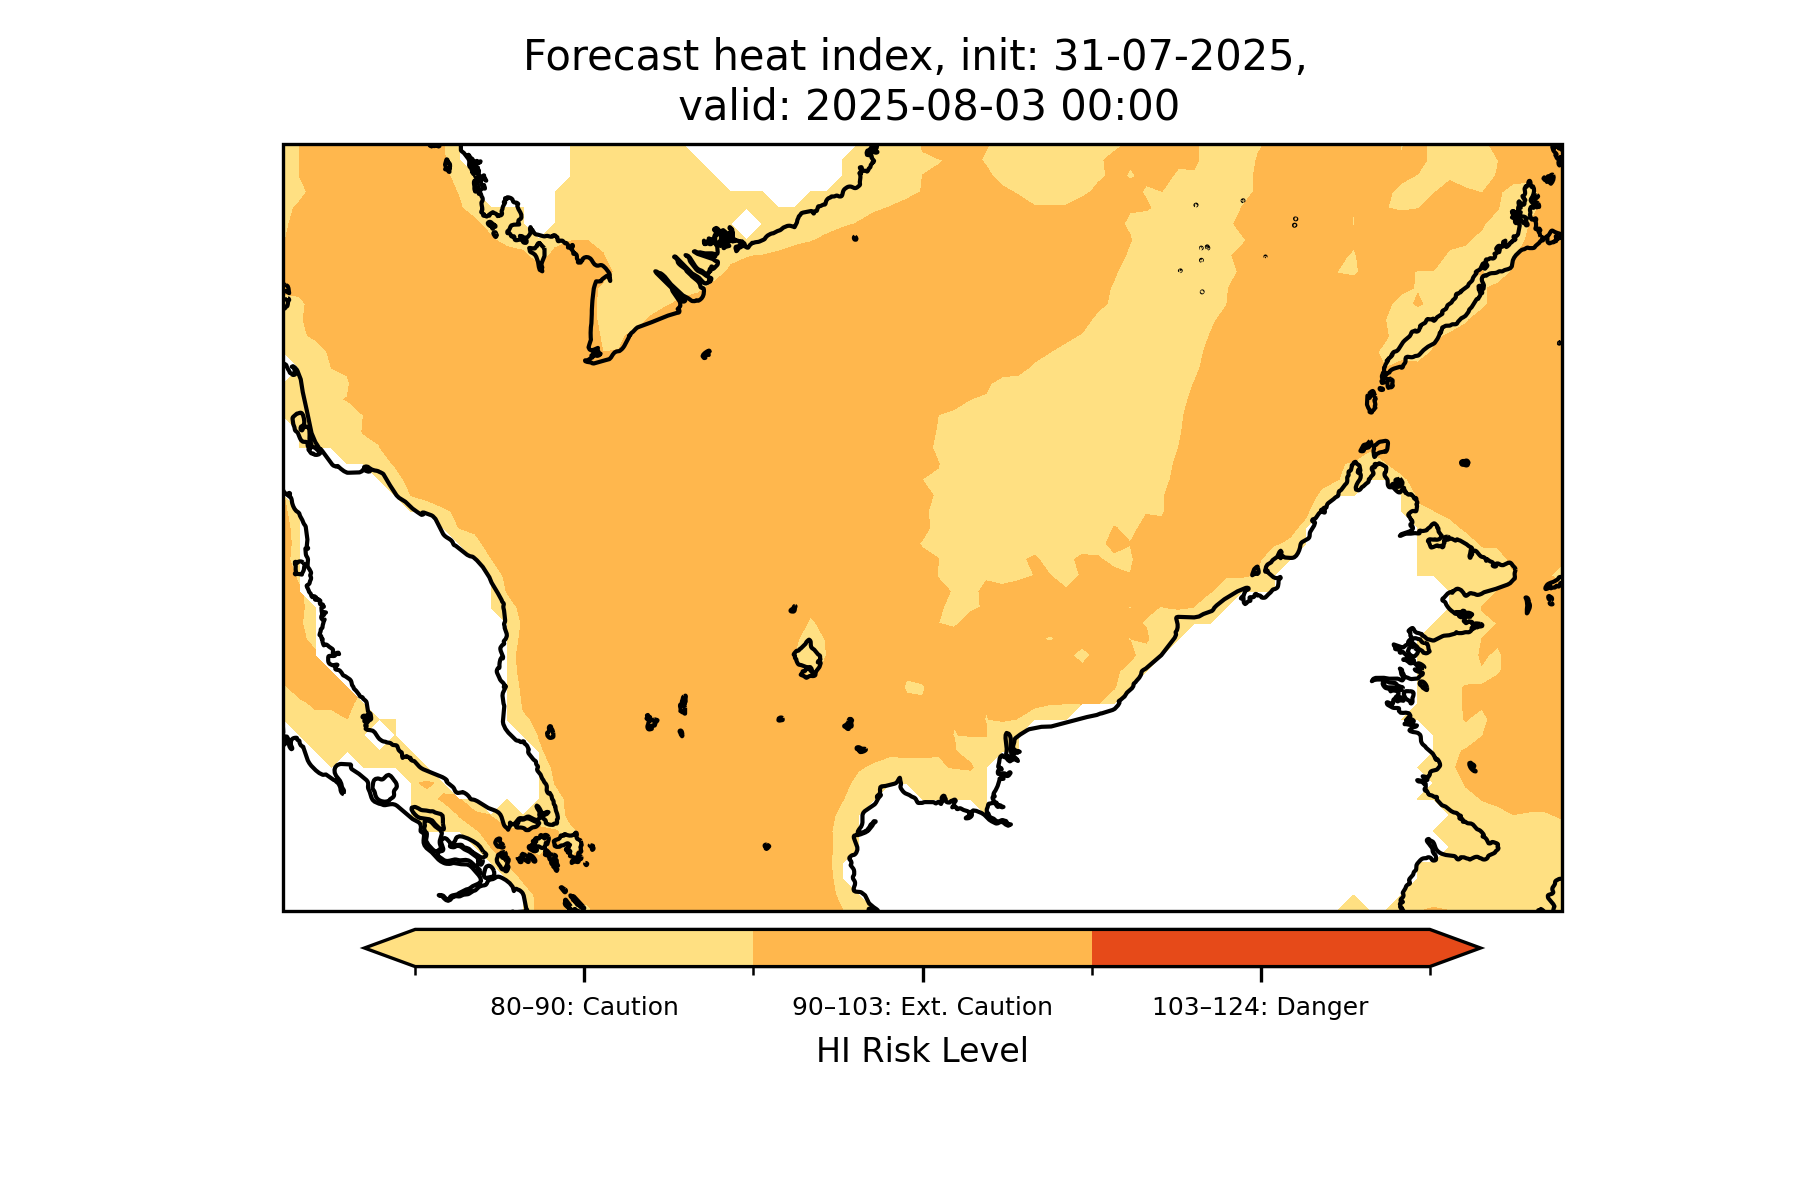 Forecast heat index, init: 31-07-2025,
valid: 2025-08-03 00:00
80–90: Caution
90–103: Ext. Caution
103–124: Danger
HI Risk Level